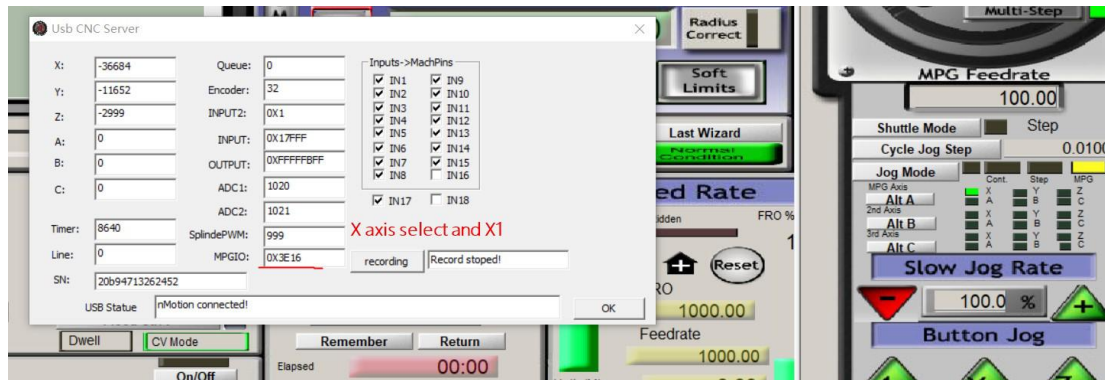 Usb CNC Server
X: -36684
Y: -11652
Z: -2999
A: 0
B: 0
C: 0
Timer: 8640
Line: 0
SN: 20b94713262452
USB Statue nMotion connected!
Queue: 0
Encoder: 32
INPUT2: 0X1
INPUT: 0X17FFF
OUTPUT: 0XFFFFFBFF
ADC1: 1020
ADC2: 1021
SplindePWM: 999
MPGIO: 0X3E16
Inputs->MachPins
IN1 IN9
IN2 IN10
IN3 IN11
IN4 IN12
IN5 IN13
IN6 IN14
IN7 IN15
IN8 IN16
IN17 IN18
X axis select and X1
recording Record stoped!
OK
Dwell CV Mode
On/Off
Remember Return
Elapsed 00:00
Radius
Correct
Soft
Limits
Last Wizard
Normal
Condition
ed Rate
idden FRO %
1
Reset
RO
1000.00
Feedrate
1000.00
Multi-Step
MPG Feedrate
100.00
Shuttle Mode Step
Cycle Jog Step 0.0100
Jog Mode Cont. Step MPG
MPG Axis
Alt A X Y Z
A B C
2nd Axis
Alt B X Y Z
A B C
3rd Axis
Alt C X Y Z
A B C
Slow Jog Rate
100.0 %
Button Jog